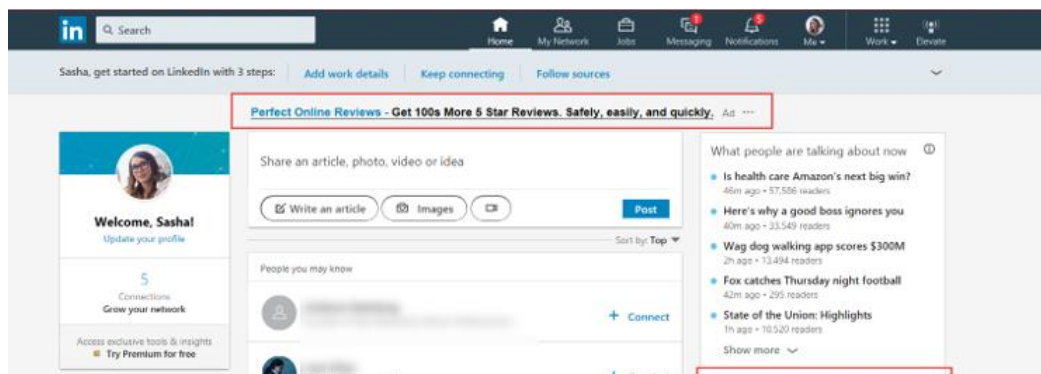 in Search Home My Network Jobs Messaging 1 Notifications 5 Me Work Elevate
Sasha, get started on LinkedIn with 3 steps: Add work details Keep connecting Follow sources
Perfect Online Reviews - Get 100s More 5 Star Reviews. Safely, easily, and quickly. Ad ...
Welcome, Sasha!
Update your profile
5
Connections
Grow your network
Access exclusive tools & insights
Try Premium for free
Share an article, photo, video or idea
Write an article Images
Post
Sort by: Top
People you may know
+ Connect
What people are talking about now
Is health care Amazon's next big win?
46m ago • 57,586 readers
Here's why a good boss ignores you
40m ago • 33,549 readers
Wag dog walking app scores $300M
2h ago • 13,494 readers
Fox catches Thursday night football
42m ago • 295 readers
State of the Union: Highlights
1h ago • 10,520 readers
Show more